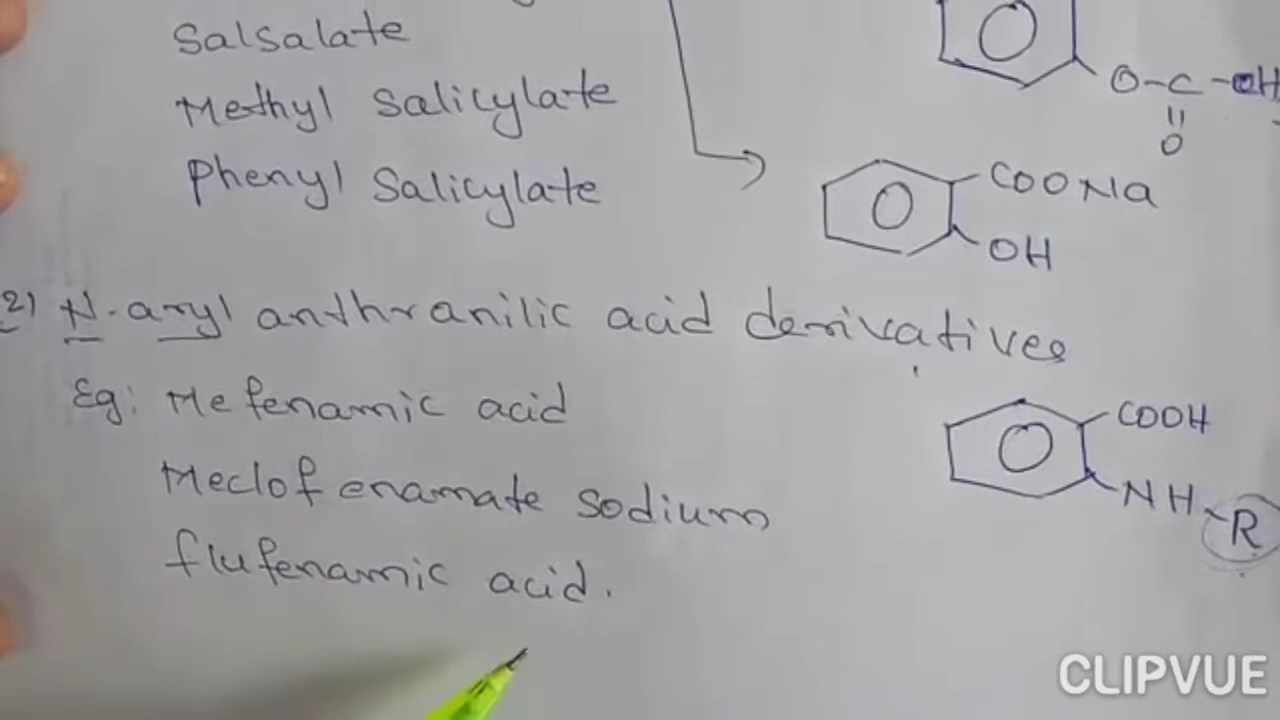 Salsalate
Methyl Salicylate
Phenyl Salicylate
O-C-OH
O
COONa
OH
2) N-aryl anthranilic acid derivatives
Eg: Mefenamic acid
Meclofenamate sodium
flufenamic acid.
COOH
NH-R
CLIPVUE